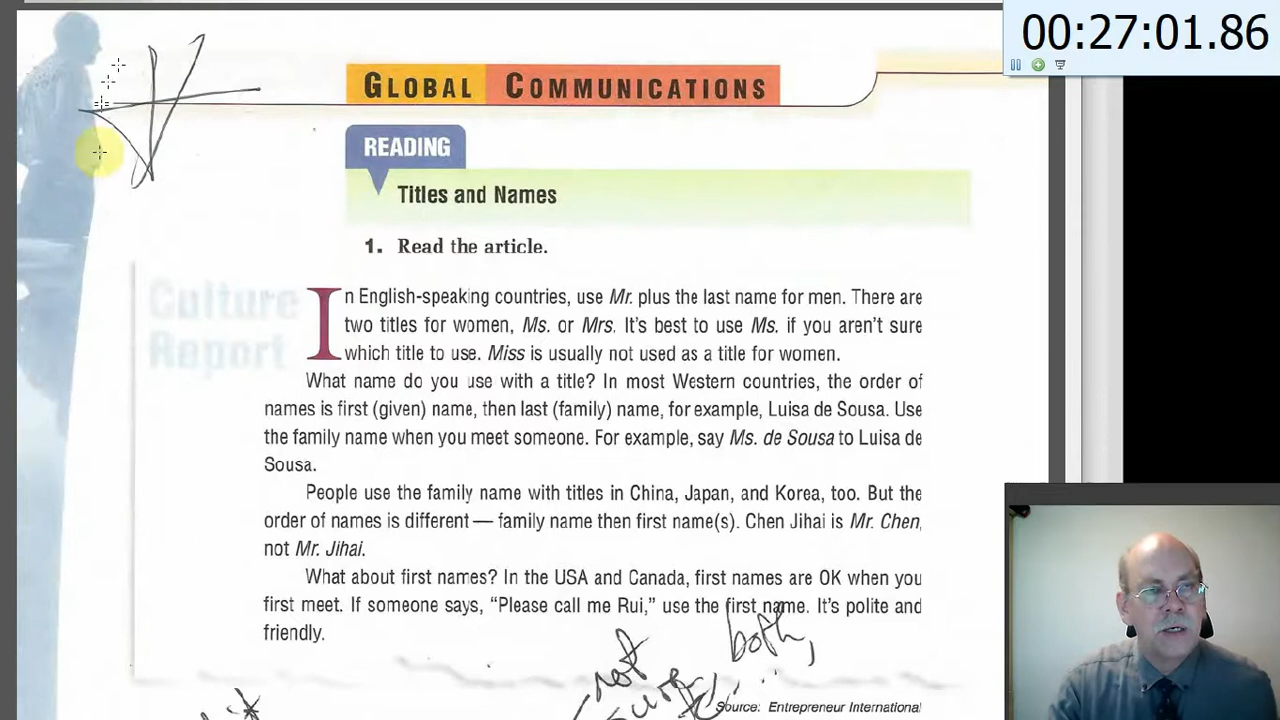 00:27:01.86
GLOBAL COMMUNICATIONS
READING
Titles and Names
1. Read the article.
Culture
Report
In English-speaking countries, use Mr. plus the last name for men. There are
two titles for women, Ms. or Mrs. It's best to use Ms. if you aren't sure
which title to use. Miss is usually not used as a title for women.
What name do you use with a title? In most Western countries, the order of
names is first (given) name, then last (family) name, for example, Luisa de Sousa. Use
the family name when you meet someone. For example, say Ms. de Sousa to Luisa de
Sousa.
People use the family name with titles in China, Japan, and Korea, too. But the
order of names is different — family name then first name(s). Chen Jihai is Mr. Chen,
not Mr. Jihai.
What about first names? In the USA and Canada, first names are OK when you
first meet. If someone says, “Please call me Rui,” use the first name. It's polite and
friendly.
both,
not
sure
Source: Entrepreneur International